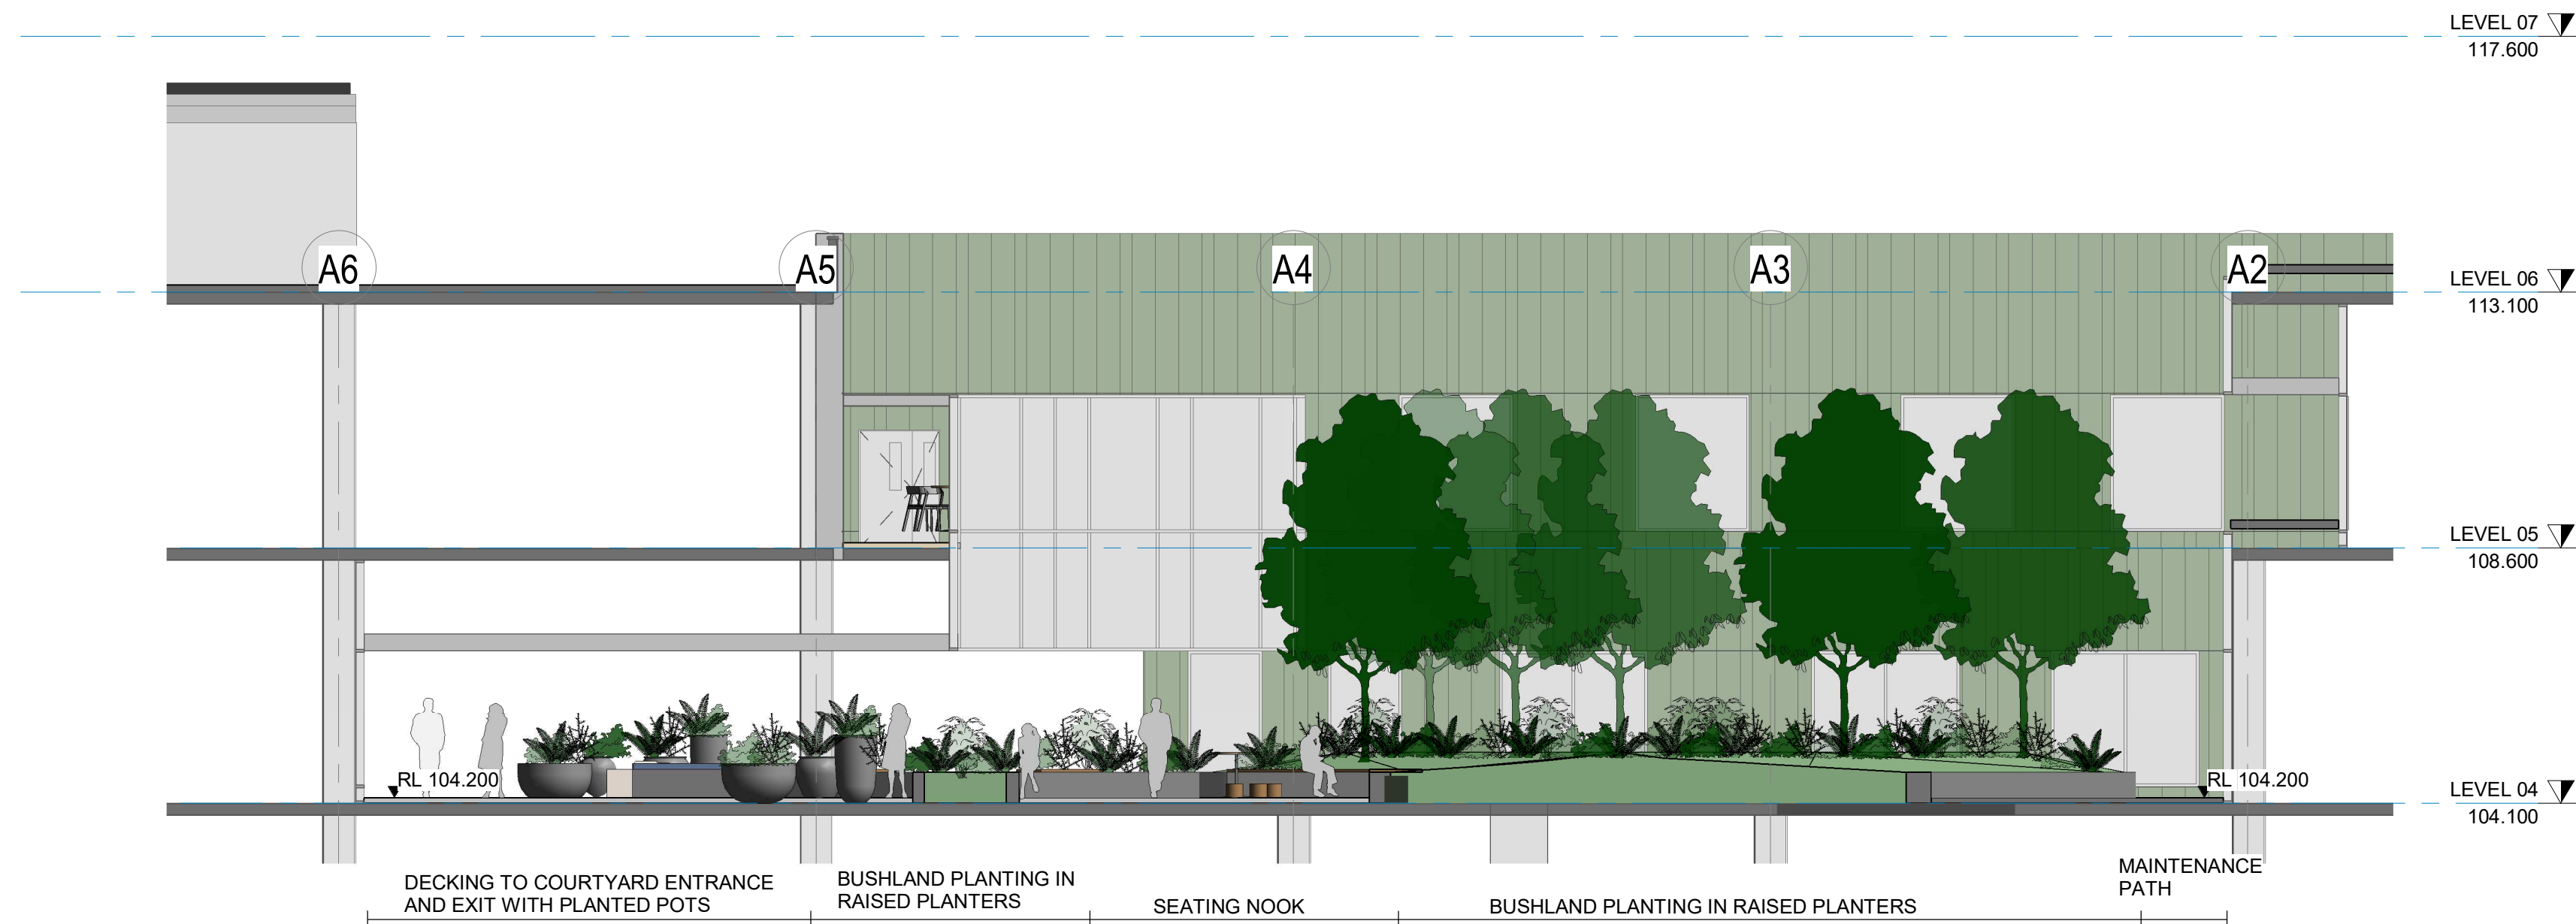 LEVEL 07
117.600
A6
A5
A4
A3
A2
LEVEL 06
113.100
LEVEL 05
108.600
RL 104.200
RL 104.200
LEVEL 04
104.100
DECKING TO COURTYARD ENTRANCE
AND EXIT WITH PLANTED POTS
BUSHLAND PLANTING IN
RAISED PLANTERS
SEATING NOOK
BUSHLAND PLANTING IN RAISED PLANTERS
MAINTENANCE
PATH